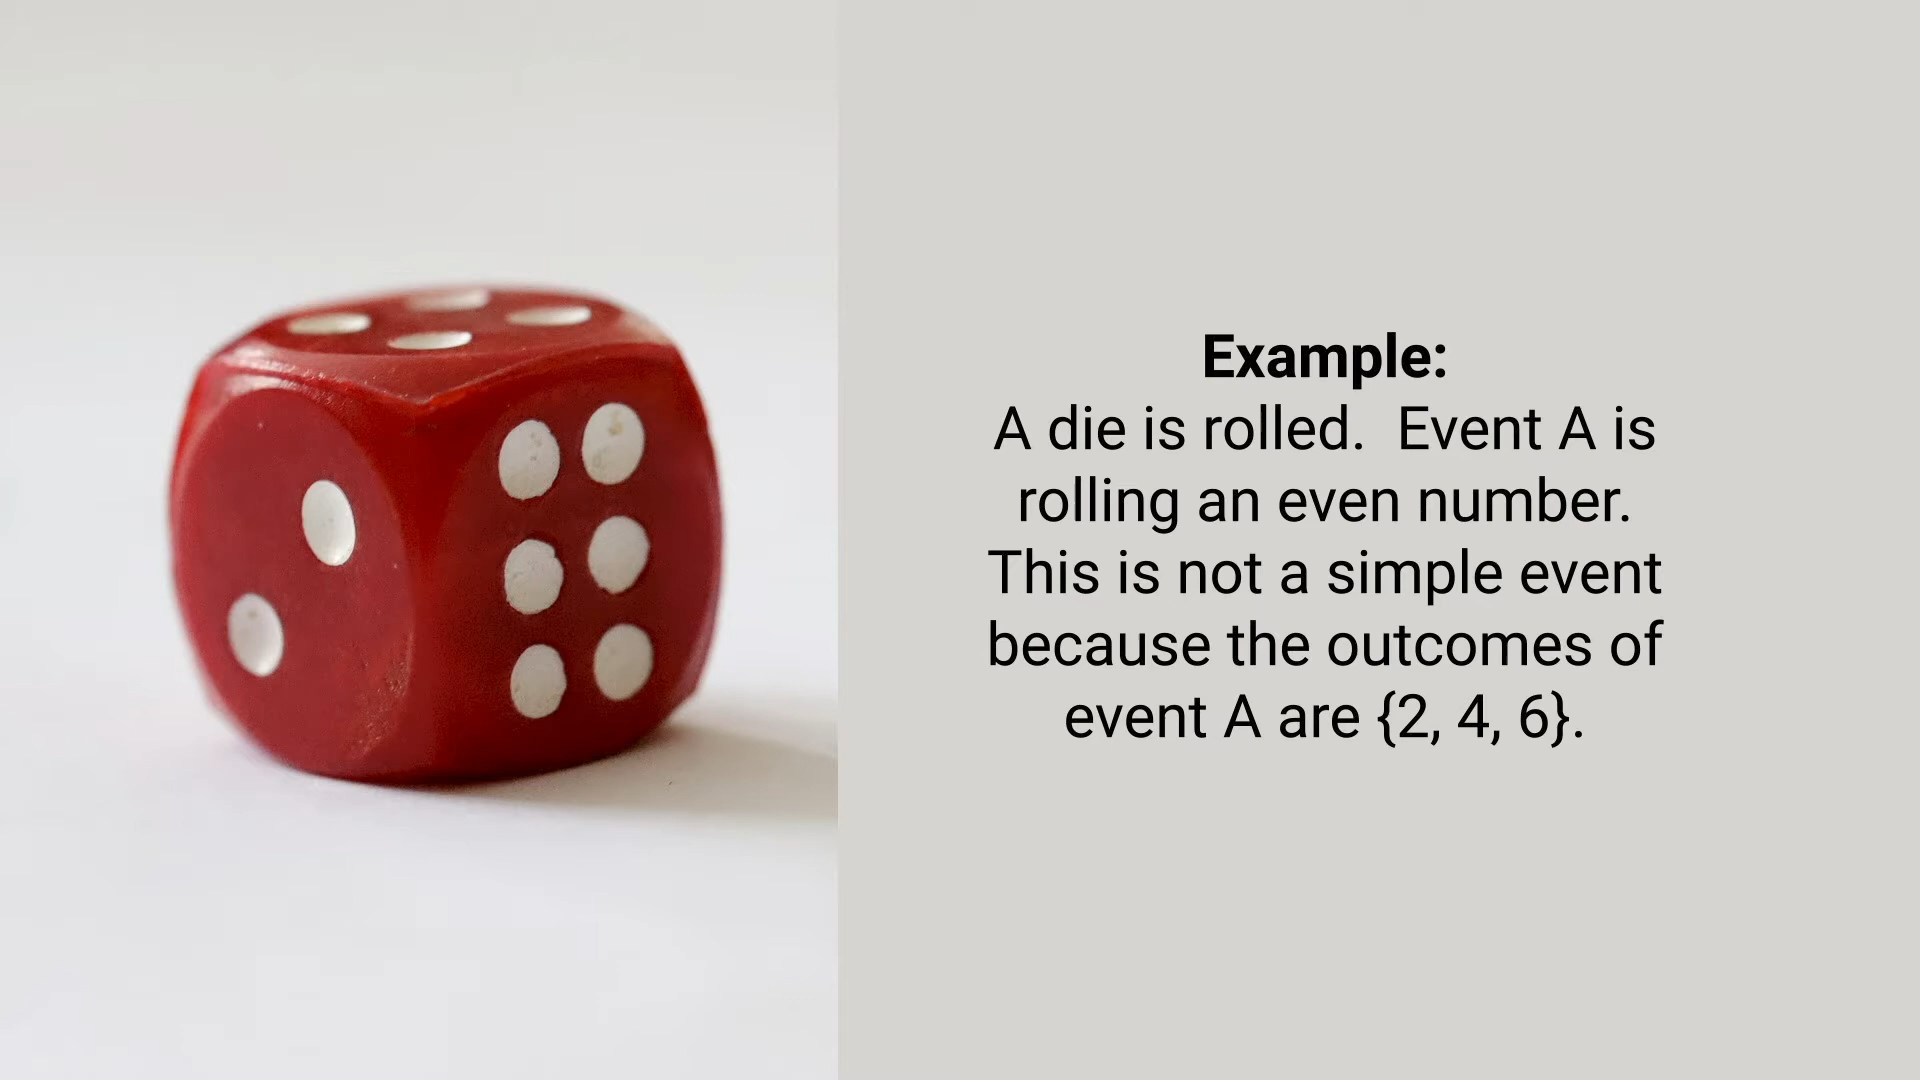 Example:
A die is rolled.  Event A is
rolling an even number.
This is not a simple event
because the outcomes of
event A are {2, 4, 6}.